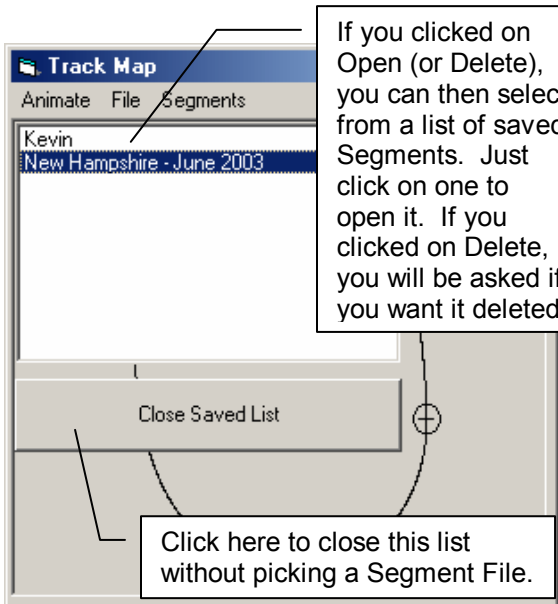 If you clicked on
Open (or Delete),
you can then selec
from a list of saved
Segments. Just
click on one to
open it. If you
clicked on Delete,
you will be asked if
you want it deleted
Track Map
Animate File Segments
Kevin
New Hampshire - June 2003
Close Saved List
Click here to close this list
without picking a Segment File.